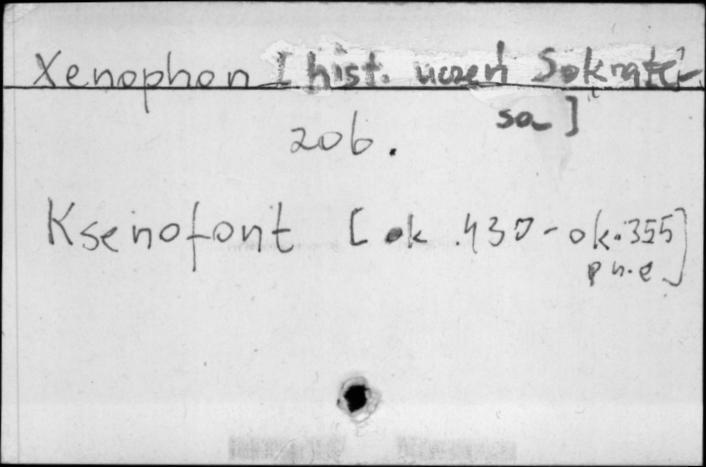 Xenophon [hist. uczeń Sokrate-
sa]
zob.
Ksenofont [ok. 430 - ok. 355]
p n.e